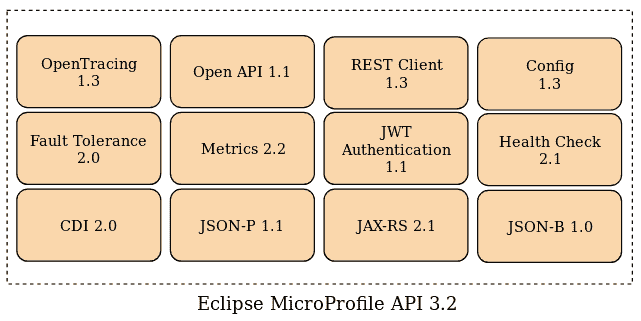 OpenTracing
1.3
Open API 1.1
REST Client
1.3
Config
1.3
Fault Tolerance
2.0
Metrics 2.2
JWT
Authentication
1.1
Health Check
2.1
CDI 2.0
JSON-P 1.1
JAX-RS 2.1
JSON-B 1.0
Eclipse MicroProfile API 3.2